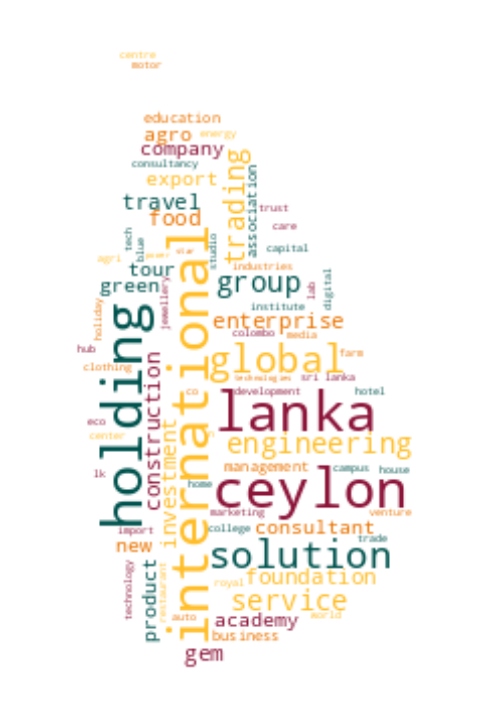 centre
motor
education
agro
energy
company
consultancy
trading
association
export
travel
trust
food
care
tech
blue
studio
capital
agri
power
star
tour
industries
digital
green
group
jewellery
lab
holiday
institute
international
holding
enterprise
colombo
media
hub
global
farm
clothing
technologies
sri lanka
construction
co
development
hotel
lanka
eco
center
investment
engineering
management
campus
house
lk
home
ceylon
marketing
venture
import
college
consultant
new
trade
solution
technology
product
restaurant
royal
foundation
service
auto
academy
world
business
gem